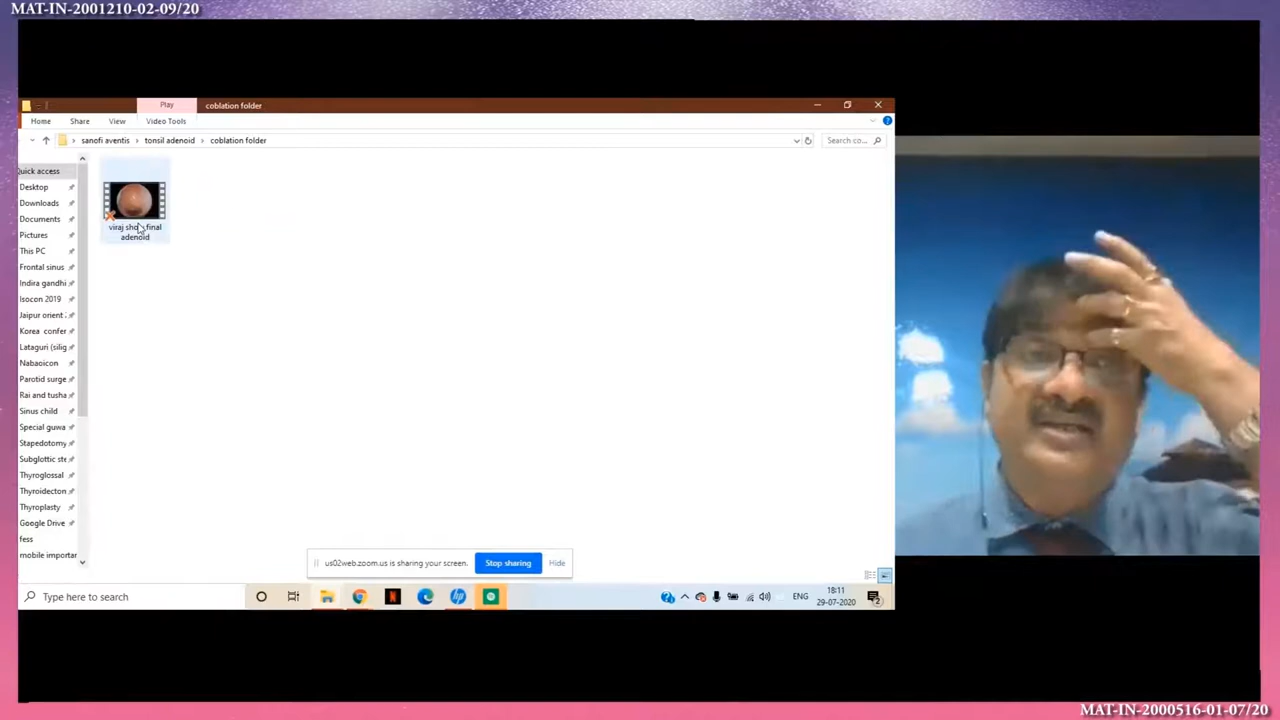 MAT-IN-2001210-02-09/20
Play
coblation folder
Home
Share
View
Video Tools
sanofi aventis
tonsil adenoid
coblation folder
Search co...
Quick access
Desktop
Downloads
Documents
Pictures
This PC
Frontal sinus
Indira gandhi
Isocon 2019
Jaipur orient
Korea confer
Lataguri (silig
Nabaoicon
Parotid surge
Rai and tusha
Sinus child
Special guwa
Stapedotomy
Subglottic ste
Thyroglossal
Thyroidecton
Thyroplasty
Google Drive
fess
mobile importar
viraj final
adenoid
us02web.zoom.us is sharing your screen.
Stop sharing
Hide
Type here to search
ENG
18:11
29-07-2020
2
MAT-IN-2000516-01-07/20